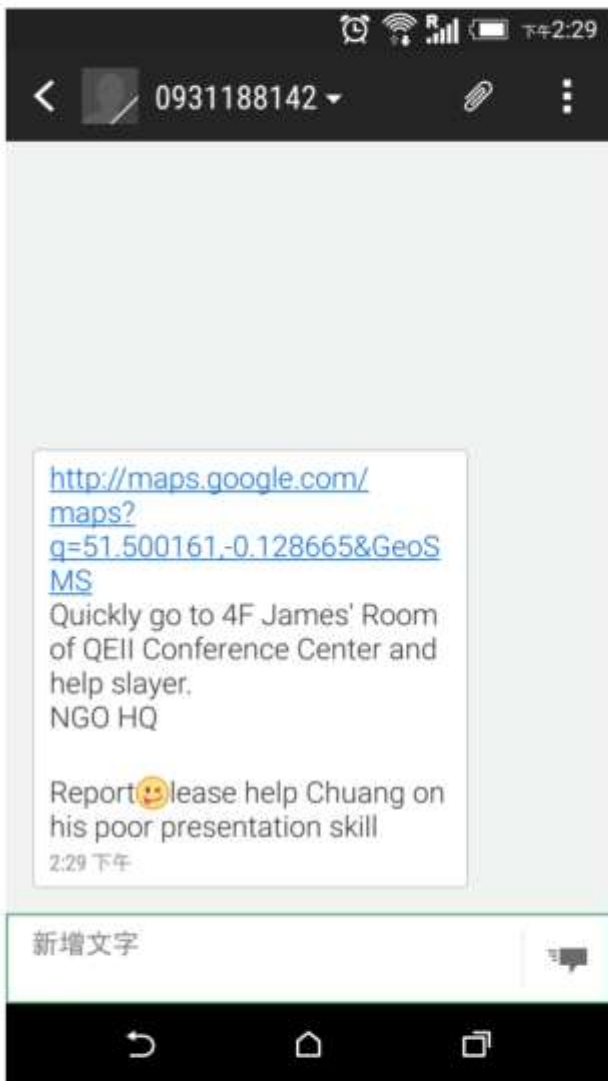 R 下午2:29
0931188142
http://maps.google.com/
maps?
q=51.500161,-0.128665&GeoS
MS
Quickly go to 4F James' Room
of QEII Conference Center and
help slayer.
NGO HQ
Report😜lease help Chuang on
his poor presentation skill
2:29 下午
新增文字